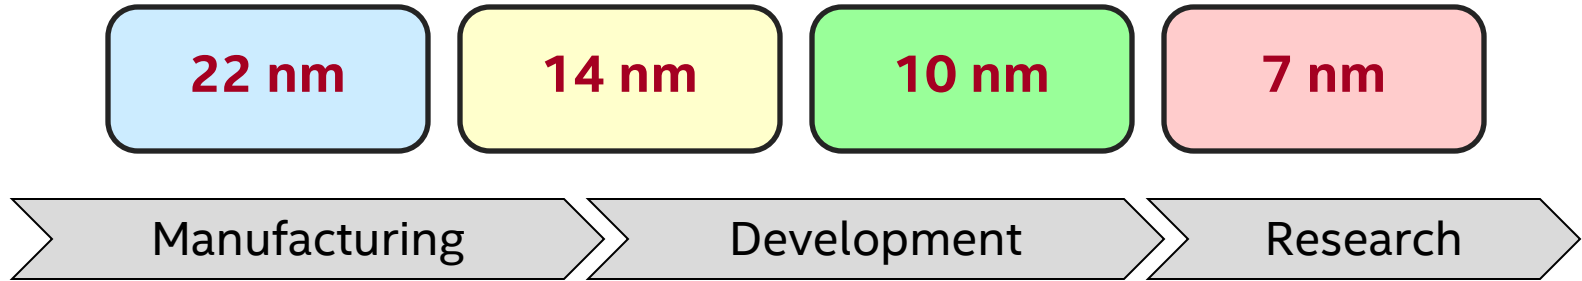 22 nm 14 nm 10 nm 7 nm
Manufacturing Development Research